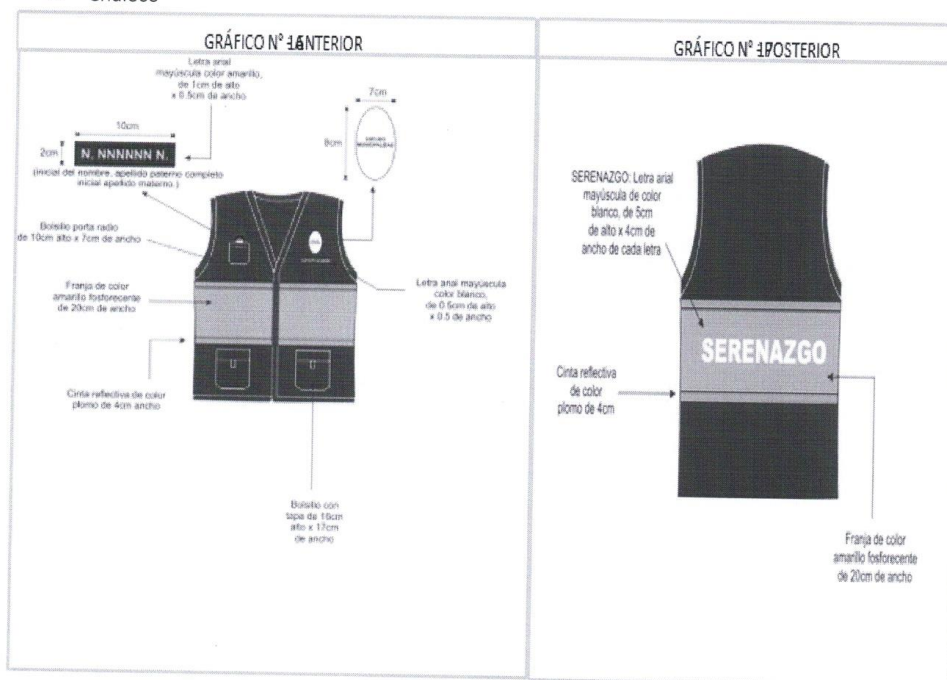 GRÁFICO N° 16 ANTERIOR
Letra arial
mayúscula color amarillo,
de 1cm de alto
x 0.5cm de ancho
10cm
2cm
N. NNNNNN N.
(inicial del nombre, apellido paterno completo
inicial apellido materno.)
7cm
9cm
MUNICIPALIDAD
Bolsillo porta radio
de 10cm alto x 7cm de ancho
Franja de color
amarillo fosforecente
de 20cm de ancho
Letra arial mayúscula
color blanco,
de 0.5cm de alto
x 0.5 de ancho
Cinta reflectiva de color
plomo de 4cm ancho
Bolsillo con
tapa de 16cm
alto x 17cm
de ancho
GRÁFICO N° 17 POSTERIOR
SERENAZGO: Letra arial
mayúscula de color
blanco, de 5cm
de alto x 4cm de
ancho de cada letra
SERENAZGO
Cinta reflectiva
de color
plomo de 4cm
Franja de color
amarillo fosforecente
de 20cm de ancho